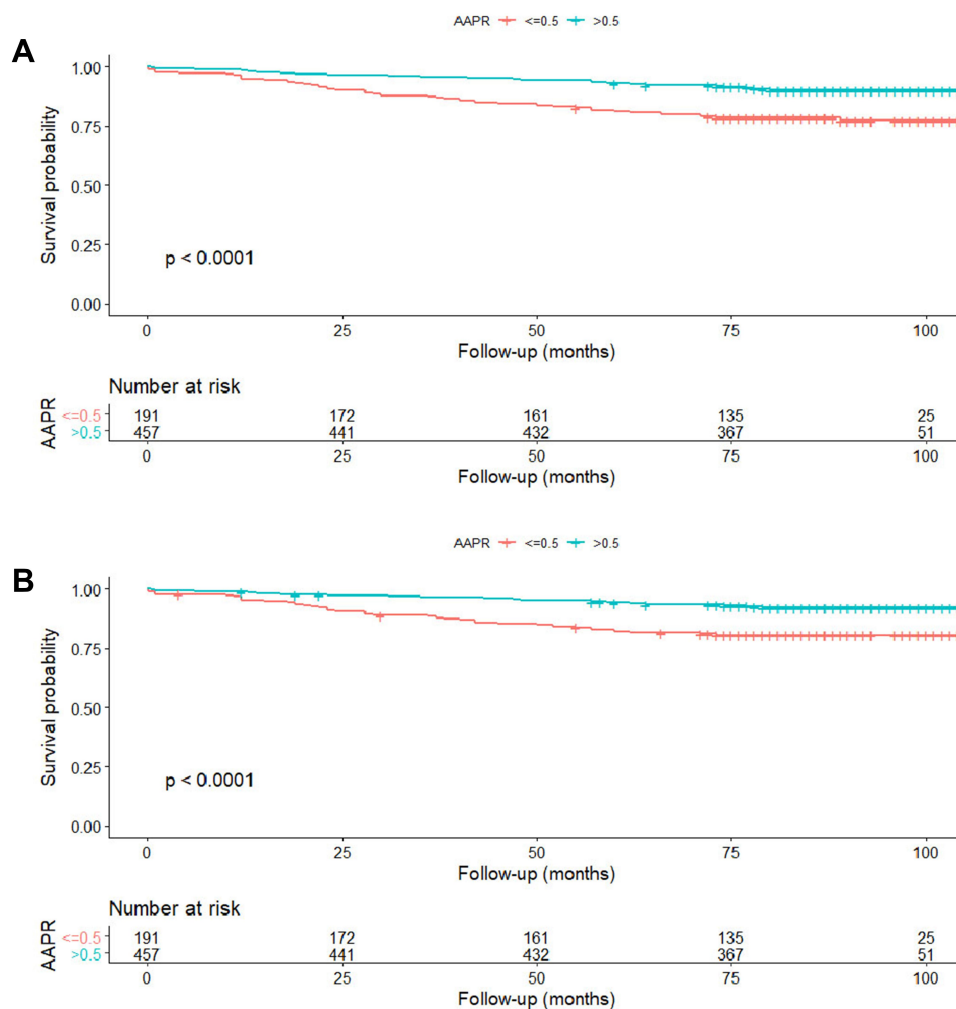 AAPR <=0.5 >0.5
A
1.00
0.75
0.50
0.25
0.00
Survival probability
p < 0.0001
0 25 50 75 100
Follow-up (months)
Number at risk
AAPR
<=0.5 191 172 161 135 25
>0.5 457 441 432 367 51
0 25 50 75 100
Follow-up (months)
AAPR <=0.5 >0.5
B
1.00
0.75
0.50
0.25
0.00
Survival probability
p < 0.0001
0 25 50 75 100
Follow-up (months)
Number at risk
AAPR
<=0.5 191 172 161 135 25
>0.5 457 441 432 367 51
0 25 50 75 100
Follow-up (months)